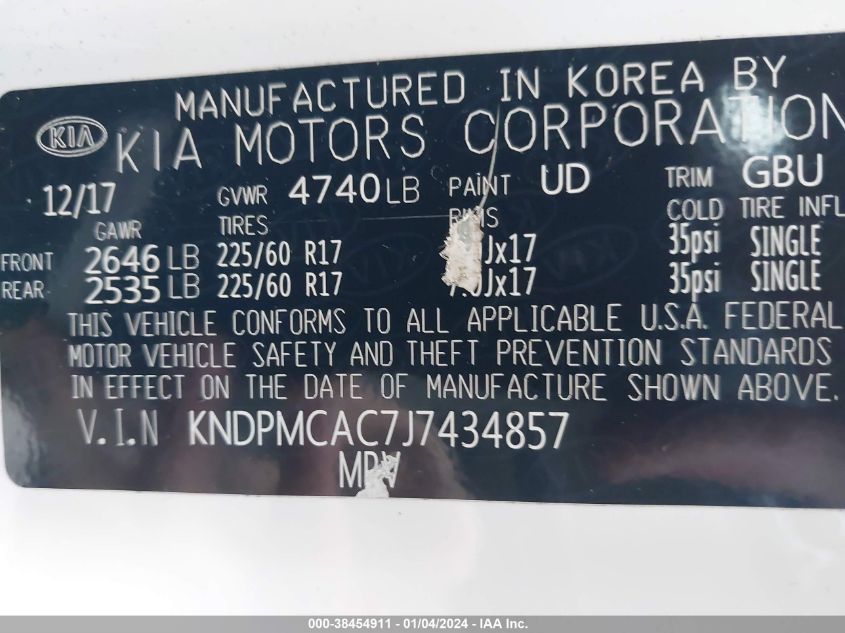 MANUFACTURED IN KOREA BY
KIA KIA MOTORS CORPORATION
12/17 GVWR 4740LB PAINT UD TRIM GBU
GAWR TIRES RIMS COLD TIRE INFL
FRONT 2646 LB 225/60 R17 Jx17 35psi SINGLE
REAR 2535 LB 225/60 R17 Jx17 35psi SINGLE
THIS VEHICLE CONFORMS TO ALL APPLICABLE U.S.A. FEDERAL
MOTOR VEHICLE SAFETY AND THEFT PREVENTION STANDARDS
IN EFFECT ON THE DATE OF MANUFACTURE SHOWN ABOVE.
V.I.N KNDPMCAC7J7434857
MPV
000-38454911 - 01/04/2024 - IAA Inc.